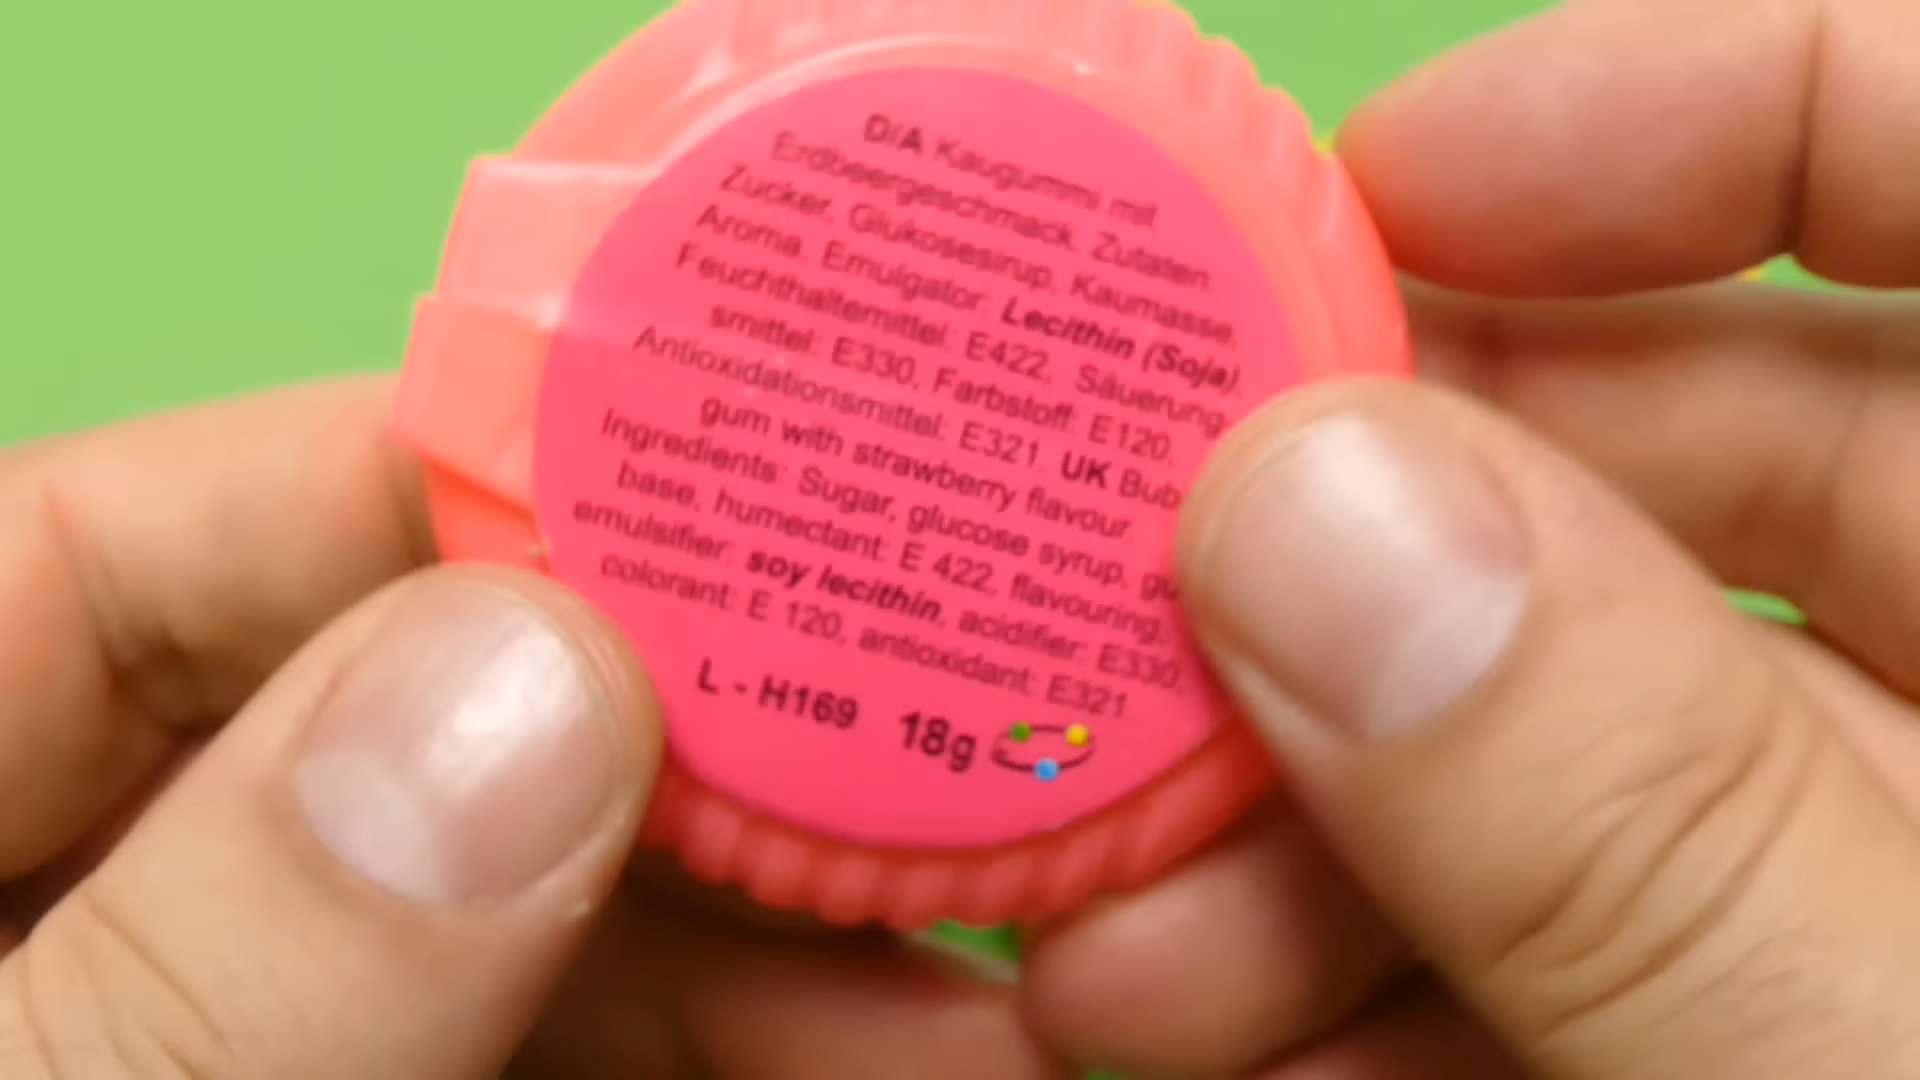 D/A Kaugummi mit
Erdbeergeschmack. Zutaten:
Zucker, Glukosesirup, Kaumasse,
Aroma, Emulgator: Lecithin (Soja),
Feuchthaltemittel: E422, Säuerung
smittel: E330, Farbstoff: E120,
Antioxidationsmittel: E321. UK Bub
gum with strawberry flavour.
Ingredients: Sugar, glucose syrup, gu
base, humectant: E 422, flavouring,
emulsifier: soy lecithin, acidifier: E330,
colorant: E 120, antioxidant: E321
L - H169 18g